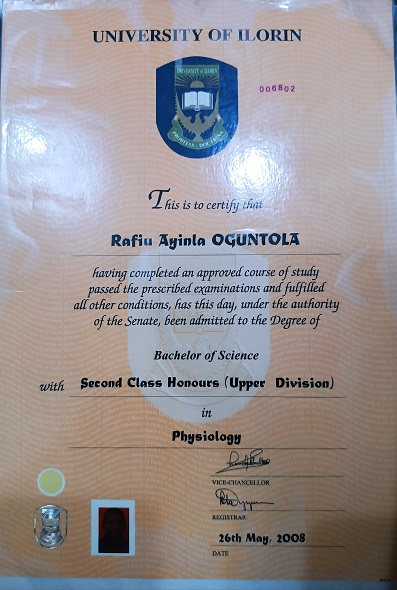 UNIVERSITY OF ILORIN
UNIVERSITY of ILORIN
006802
PROBITAS - DOCTRINA
This is to certify that
Rafiu Ayinla OGUNTOLA
having completed an approved course of study
passed the prescribed examinations and fulfilled
all other conditions, has this day, under the authority
of the Senate, been admitted to the Degree of
Bachelor of Science
with Second Class Honours (Upper Division)
in
Physiology
VICE-CHANCELLOR
REGISTRAR
26th May, 2008
DATE